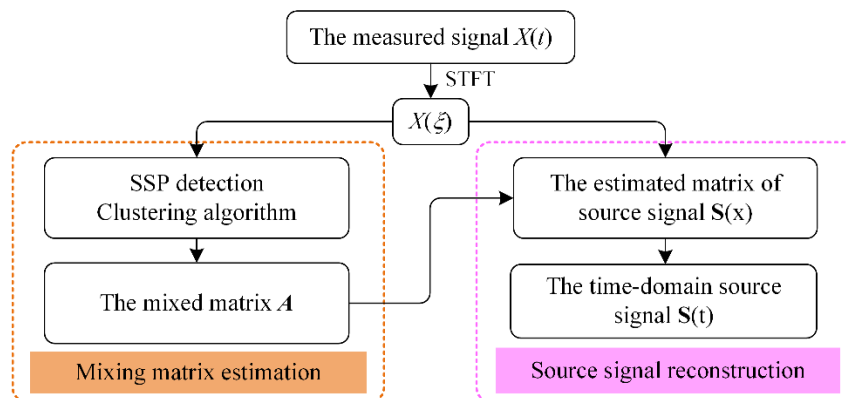 The measured signal X(t)
STFT
X(ξ)
SSP detection
Clustering algorithm
The mixed matrix A
Mixing matrix estimation
The estimated matrix of
source signal S(x)
The time-domain source
signal S(t)
Source signal reconstruction